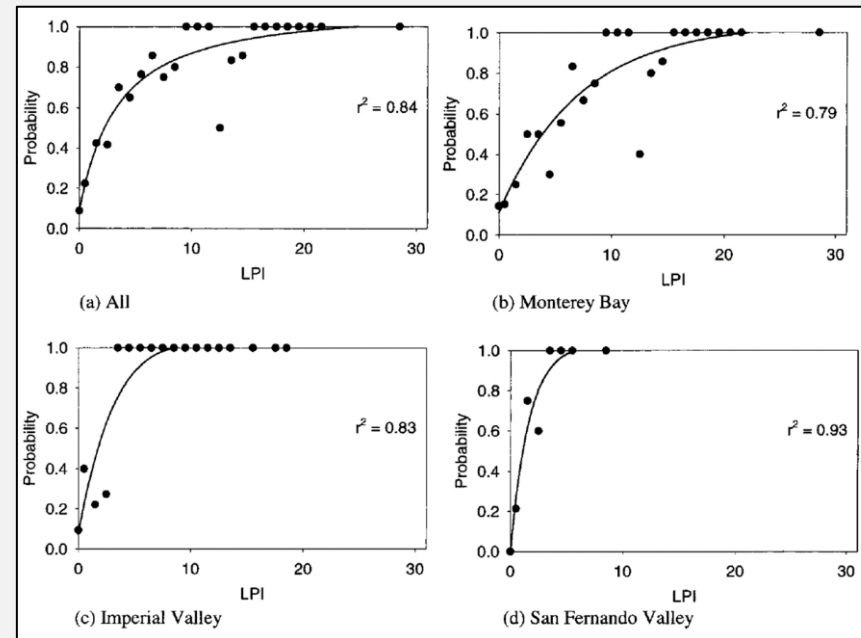 1.0
0.8
0.6
0.4
0.2
0.0
Probability
r² = 0.84
0 10 20 30
LPI
(a) All
1.0
0.8
0.6
0.4
0.2
0.0
Probability
r² = 0.79
0 10 20 30
LPI
(b) Monterey Bay
1.0
0.8
0.6
0.4
0.2
0.0
Probability
r² = 0.83
0 10 20 30
LPI
(c) Imperial Valley
1.0
0.8
0.6
0.4
0.2
0.0
Probability
r² = 0.93
0 10 20 30
LPI
(d) San Fernando Valley